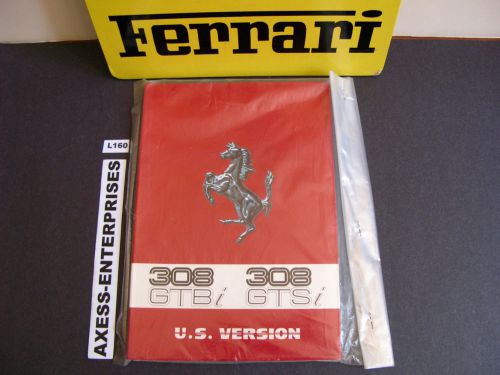 Ferrari
L160
AXESS-ENTERPRISES
308 308
GTBi GTSi
U.S. VERSION